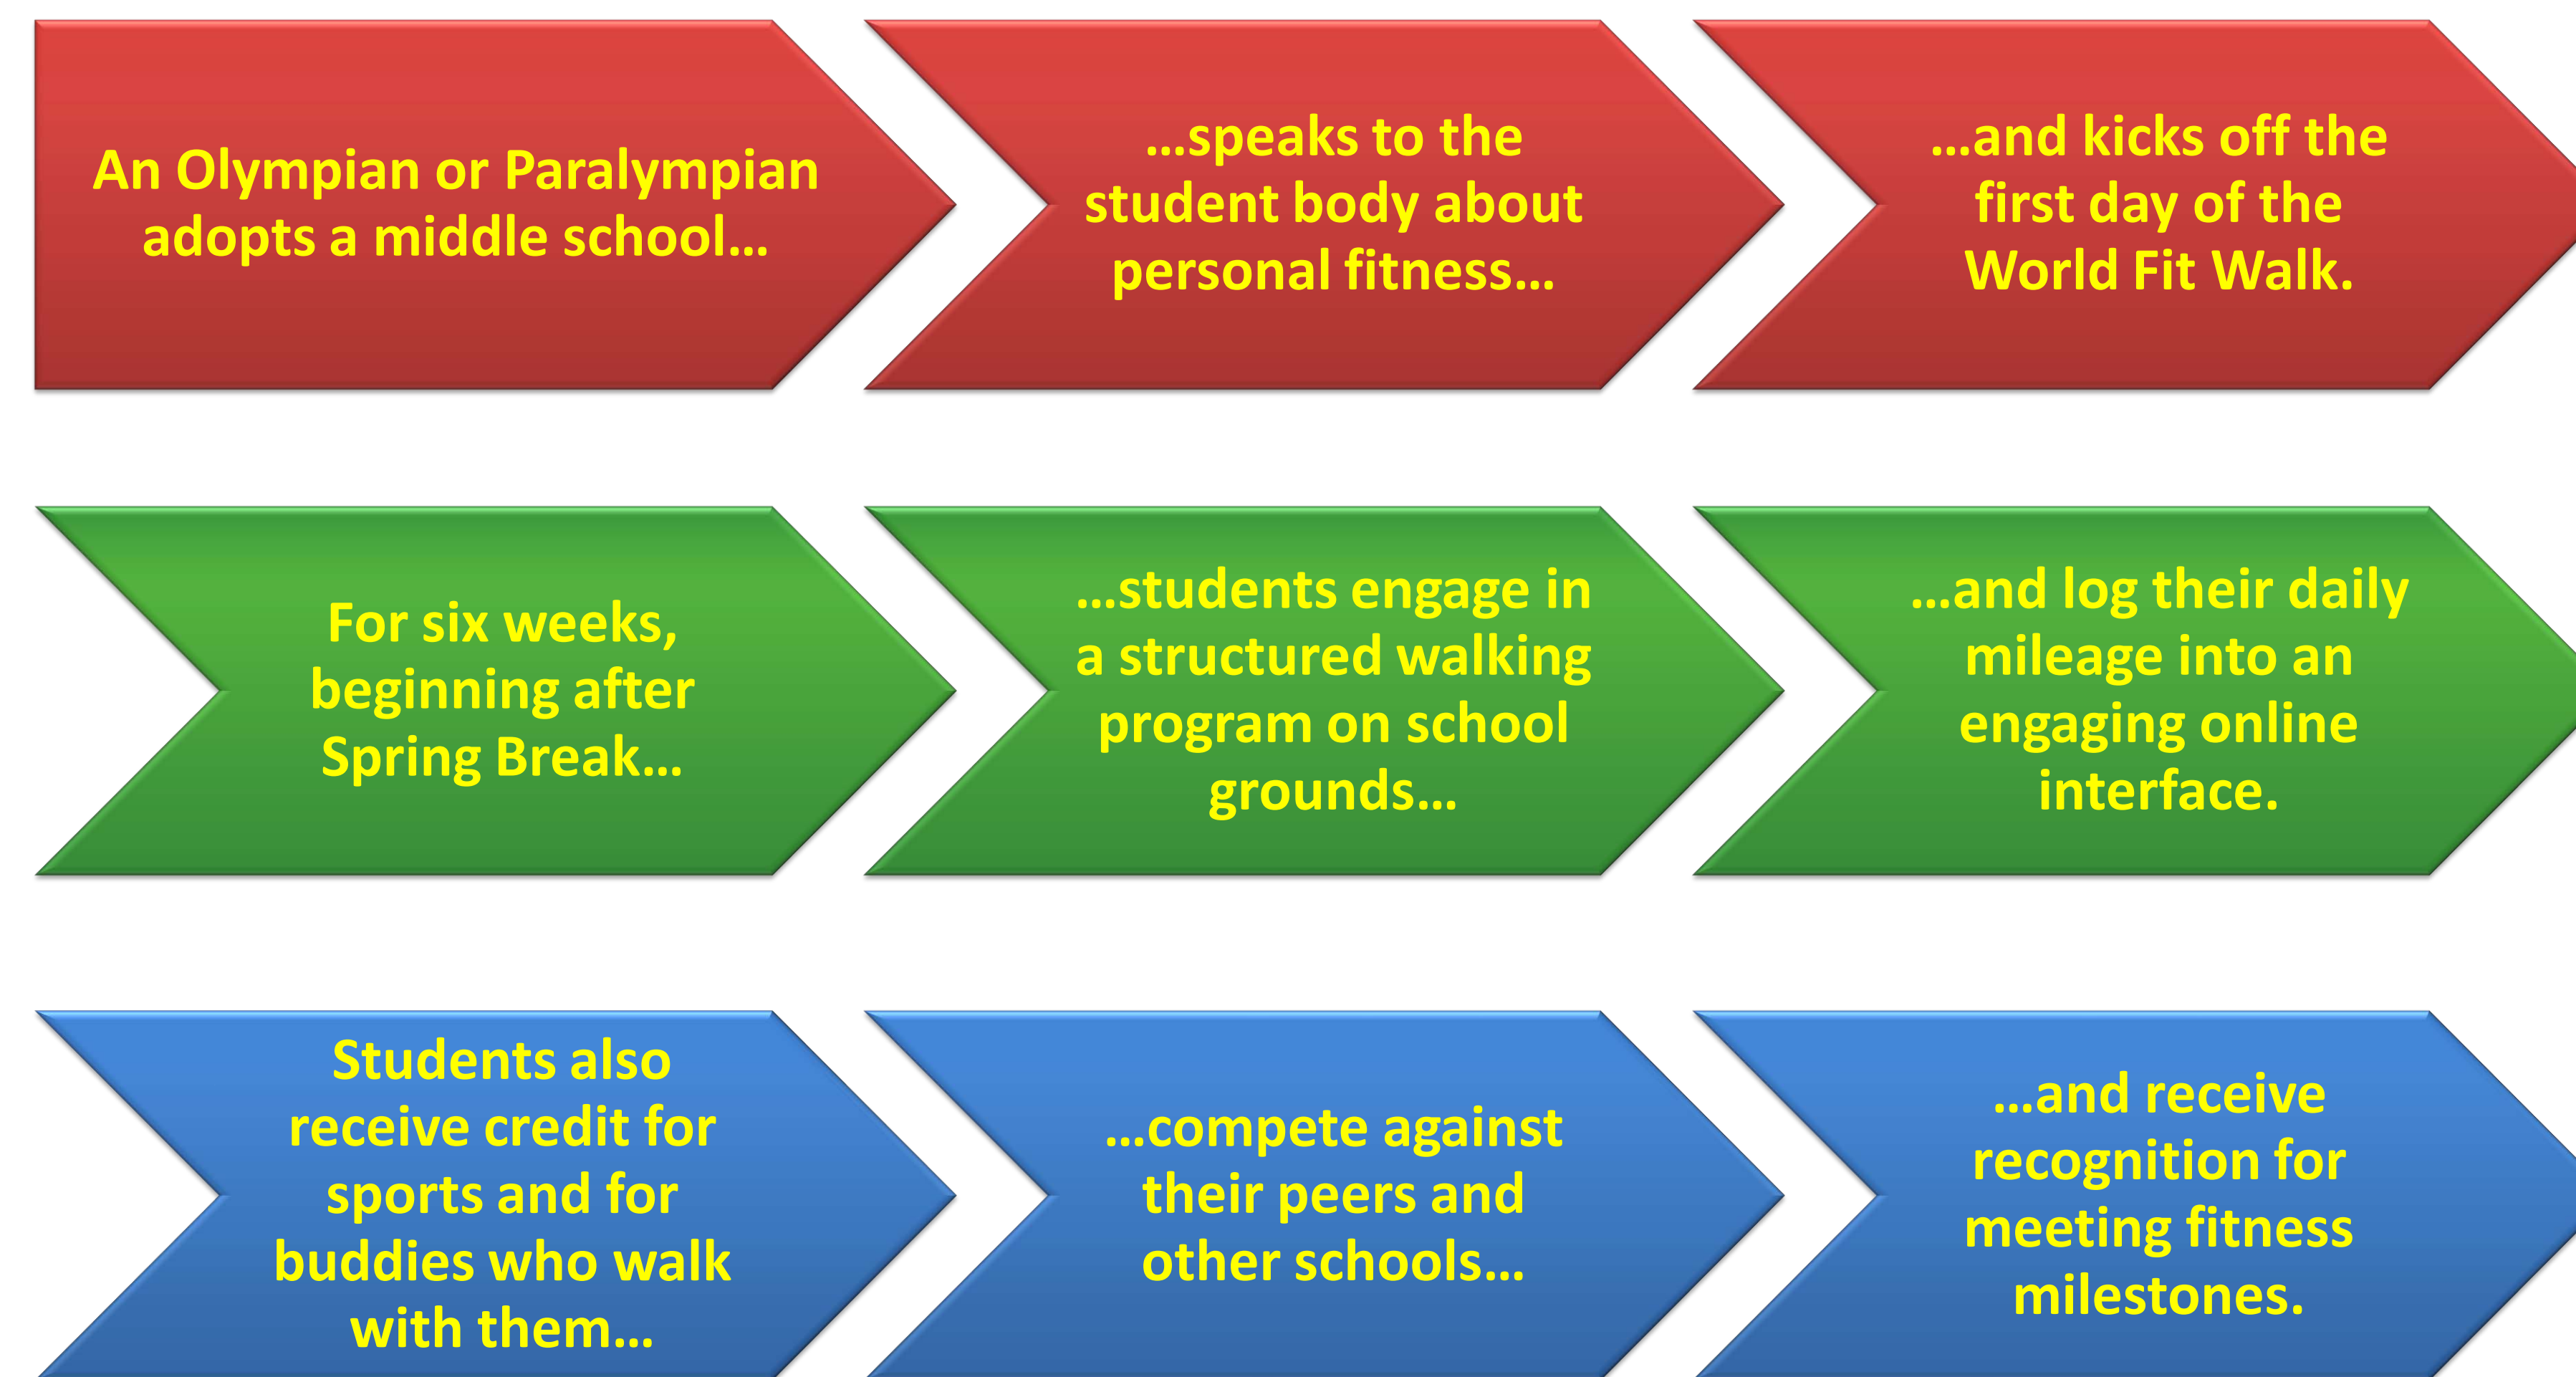 An Olympian or Paralympian
adopts a middle school...
...speaks to the
student body about
personal fitness...
...and kicks off the
first day of the
World Fit Walk.
For six weeks,
beginning after
Spring Break...
...students engage in
a structured walking
program on school
grounds...
...and log their daily
mileage into an
engaging online
interface.
Students also
receive credit for
sports and for
buddies who walk
with them...
...compete against
their peers and
other schools...
...and receive
recognition for
meeting fitness
milestones.